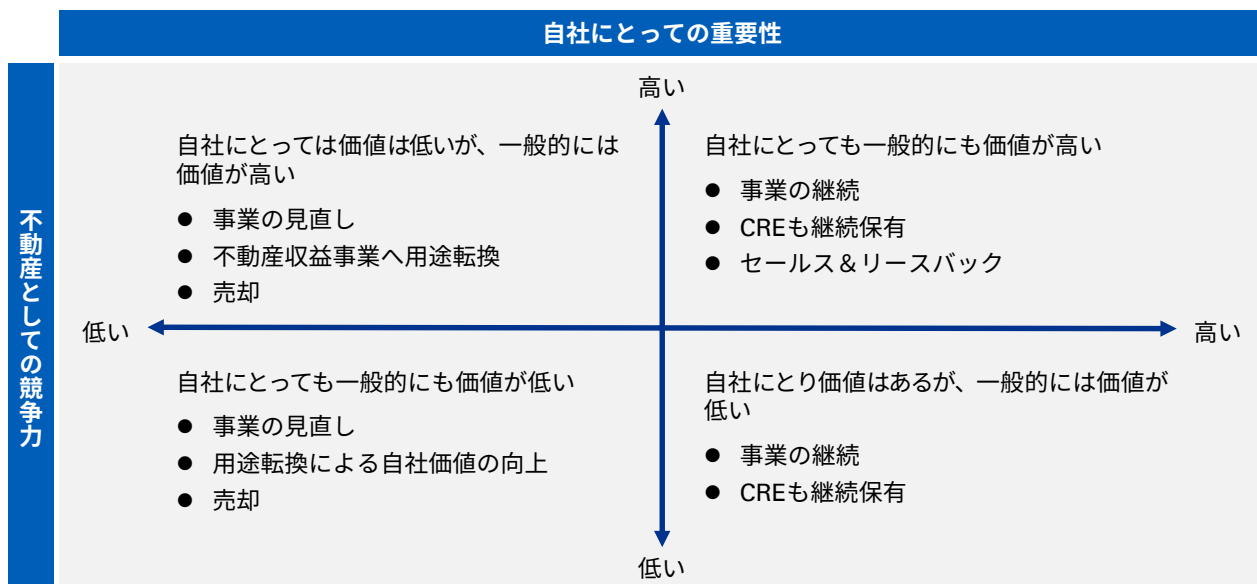 自社にとっての重要性
不動産としての競争力
高い
自社にとっては価値は低いが、一般的には
価値が高い
● 事業の見直し
● 不動産収益事業へ用途転換
● 売却
自社にとっても一般的にも価値が高い
● 事業の継続
● CREも継続保有
● セールス＆リースバック
低い
高い
自社にとっても一般的にも価値が低い
● 事業の見直し
● 用途転換による自社価値の向上
● 売却
自社にとり価値はあるが、一般的には価値が
低い
● 事業の継続
● CREも継続保有
低い